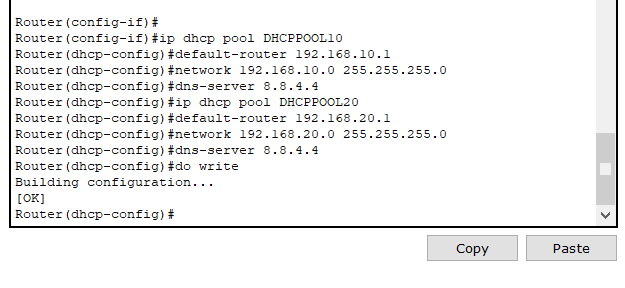 Router(config-if)#
Router(config-if)#ip dhcp pool DHCPPOOL10
Router(dhcp-config)#default-router 192.168.10.1
Router(dhcp-config)#network 192.168.10.0 255.255.255.0
Router(dhcp-config)#dns-server 8.8.4.4
Router(dhcp-config)#ip dhcp pool DHCPPOOL20
Router(dhcp-config)#default-router 192.168.20.1
Router(dhcp-config)#network 192.168.20.0 255.255.255.0
Router(dhcp-config)#dns-server 8.8.4.4
Router(dhcp-config)#do write
Building configuration...
[OK]
Router(dhcp-config)#
Copy Paste